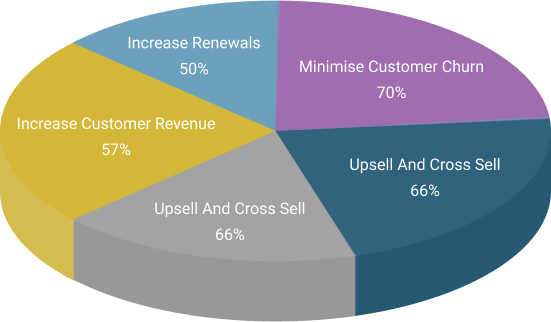 Increase Renewals
50%
Minimise Customer Churn
70%
Increase Customer Revenue
57%
Upsell And Cross Sell
66%
Upsell And Cross Sell
66%